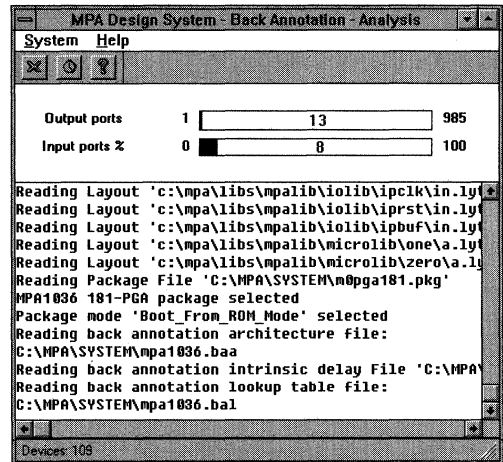 MPA Design System - Back Annotation - Analysis
System Help
Output ports 1 13 985
Input ports % 0 8 100
Reading Layout 'c:\mpa\libs\mpalib\iolib\ipclk\in.lyt
Reading Layout 'c:\mpa\libs\mpalib\iolib\iprst\in.lyt
Reading Layout 'c:\mpa\libs\mpalib\iolib\ipbuf\in.lyt
Reading Layout 'c:\mpa\libs\mpalib\microlib\one\a.lyt
Reading Layout 'c:\mpa\libs\mpalib\microlib\zero\a.ly
Reading Package File 'C:\MPA\SYSTEM\m0pga181.pkg'
MPA1036 181-PGA package selected
Package mode 'Boot_From_ROM_Mode' selected
Reading back annotation architecture file:
C:\MPA\SYSTEM\mpa1036.baa
Reading back annotation intrinsic delay File 'C:\MPA\
Reading back annotation lookup table file:
C:\MPA\SYSTEM\mpa1036.bal
Devices: 109